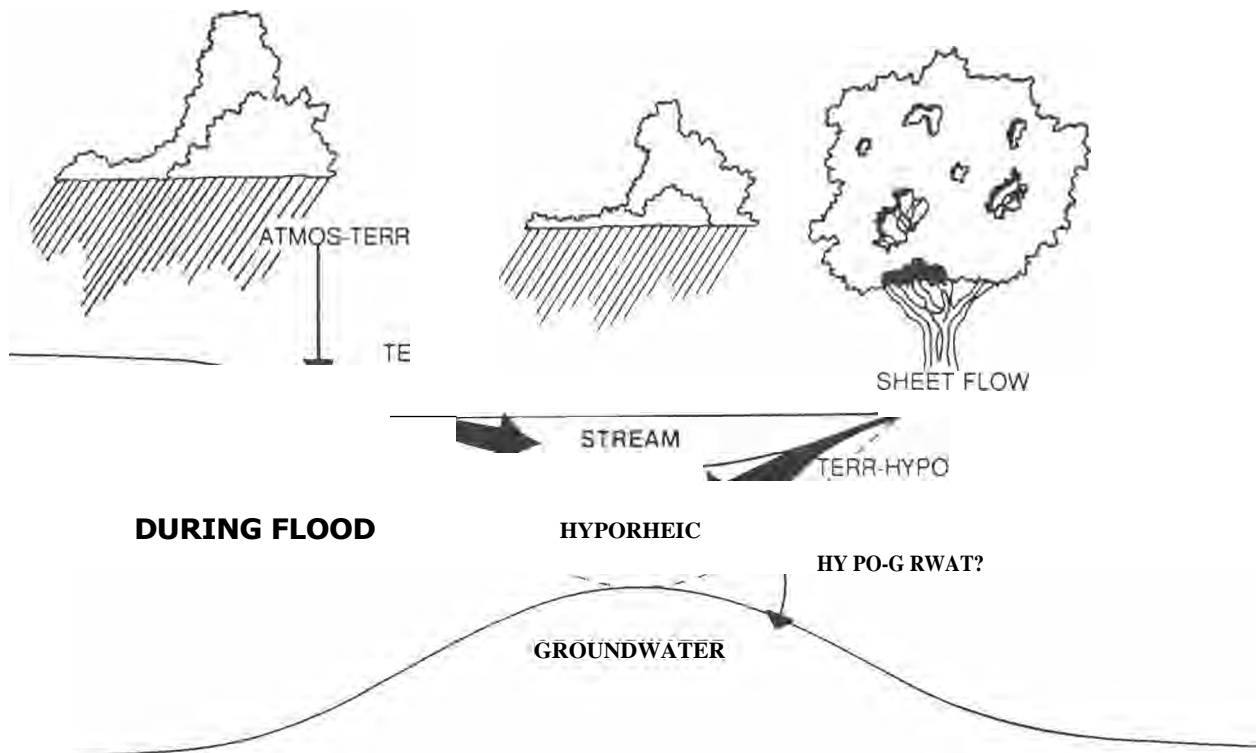 ATMOS-TERR
TE
SHEET FLOW
STREAM
TERR-HYPO
DURING FLOOD
HYPORHEIC
HY PO-G RWAT?
GROUNDWATER